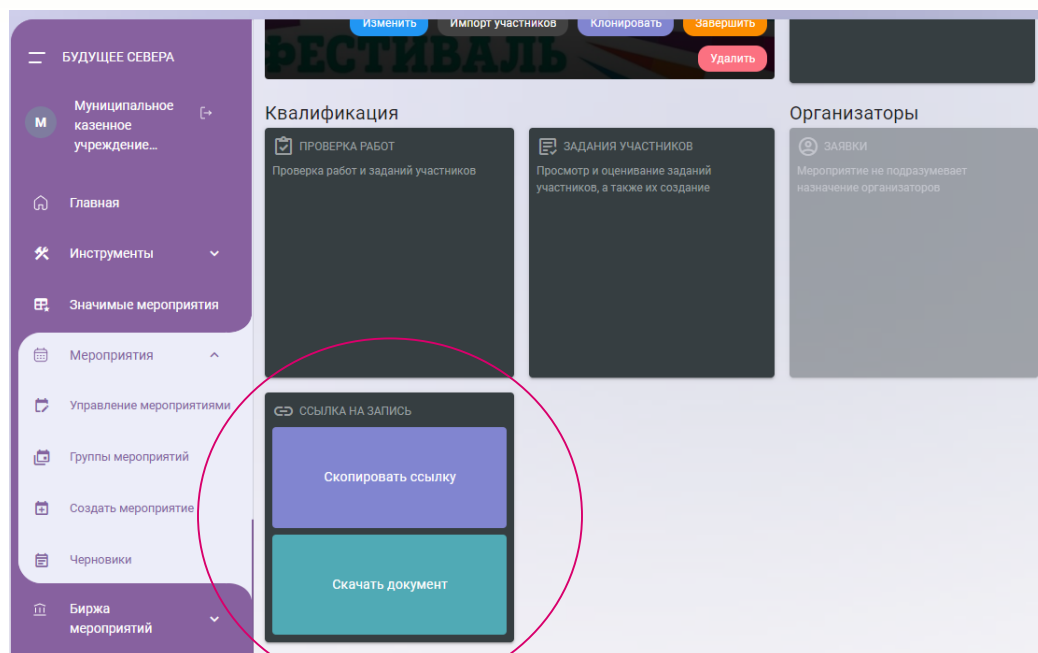 Изменить
Импорт участников
Клонировать
Завершить
ФЕСТИВАЛЬ
Удалить
БУДУЩЕЕ СЕВЕРА
М
Муниципальное
казенное
учреждение...
Главная
Инструменты
Значимые мероприятия
Мероприятия
Управление мероприятиями
Группы мероприятий
Создать мероприятие
Черновики
Биржа
мероприятий
Квалификация
ПРОВЕРКА РАБОТ
Проверка работ и заданий участников
ЗАДАНИЯ УЧАСТНИКОВ
Просмотр и оценивание заданий
участников, а также их создание
Организаторы
ЗАЯВКИ
Мероприятие не подразумевает
назначение организаторов
ССЫЛКА НА ЗАПИСЬ
Скопировать ссылку
Скачать документ